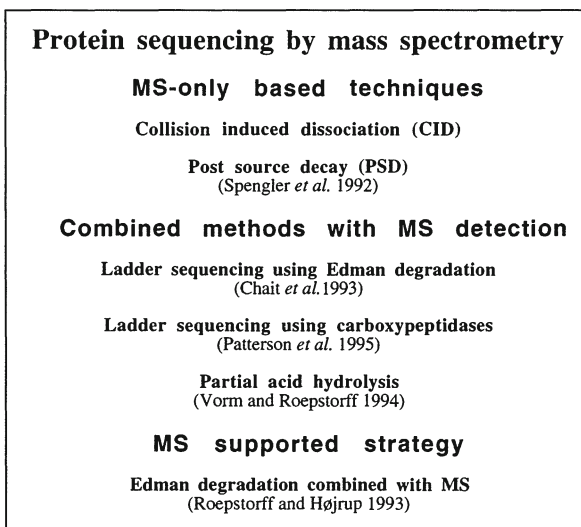 Protein sequencing by mass spectrometry
MS-only based techniques
Collision induced dissociation (CID)
Post source decay (PSD)
(Spengler et al. 1992)
Combined methods with MS detection
Ladder sequencing using Edman degradation
(Chait et al.1993)
Ladder sequencing using carboxypeptidases
(Patterson et al. 1995)
Partial acid hydrolysis
(Vorm and Roepstorff 1994)
MS supported strategy
Edman degradation combined with MS
(Roepstorff and Højrup 1993)